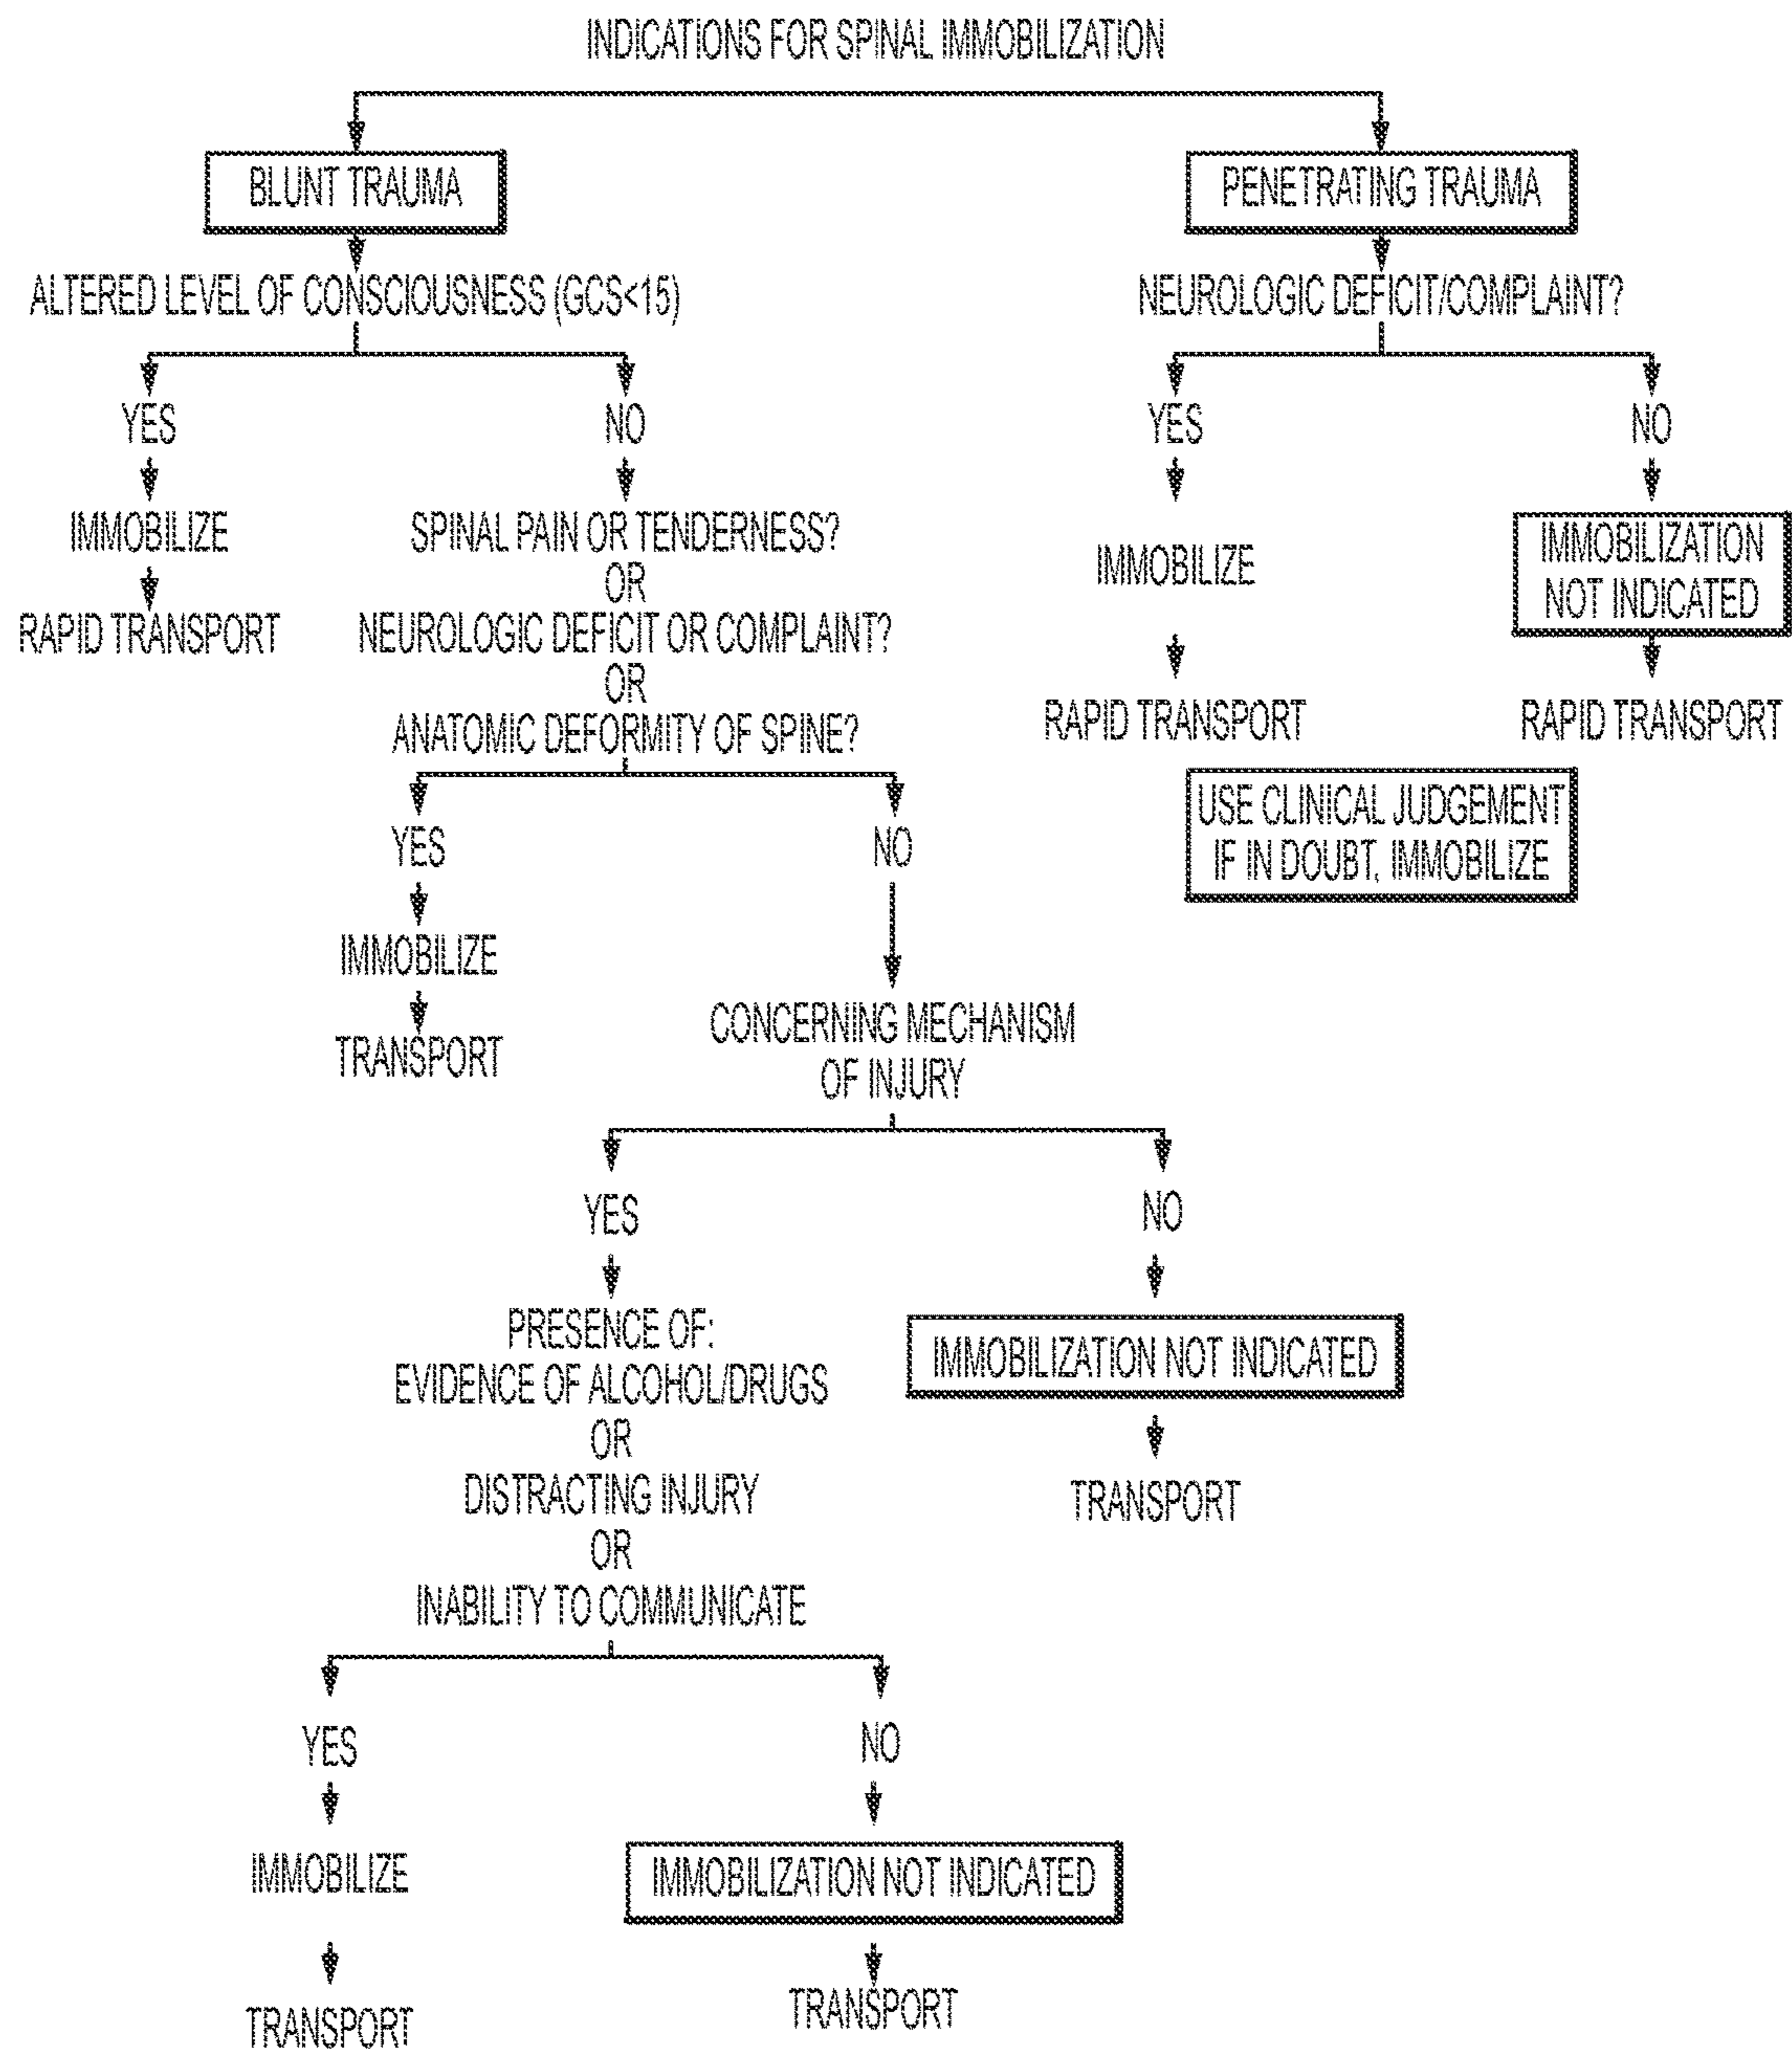 INDICATIONS FOR SPINAL IMMOBILIZATION
BLUNT TRAUMA
PENETRATING TRAUMA
ALTERED LEVEL OF CONSCIOUSNESS (GCS<15)
NEUROLOGIC DEFICIT/COMPLAINT?
YES
NO
YES
NO
IMMOBILIZE
RAPID TRANSPORT
SPINAL PAIN OR TENDERNESS?
OR
NEUROLOGIC DEFICIT OR COMPLAINT?
OR
ANATOMIC DEFORMITY OF SPINE?
IMMOBILIZE
RAPID TRANSPORT
IMMOBILIZATION
NOT INDICATED
RAPID TRANSPORT
USE CLINICAL JUDGEMENT
IF IN DOUBT, IMMOBILIZE
YES
NO
IMMOBILIZE
TRANSPORT
CONCERNING MECHANISM
OF INJURY
YES
NO
PRESENCE OF:
EVIDENCE OF ALCOHOL/DRUGS
OR
DISTRACTING INJURY
OR
INABILITY TO COMMUNICATE
IMMOBILIZATION NOT INDICATED
TRANSPORT
YES
NO
IMMOBILIZE
TRANSPORT
IMMOBILIZATION NOT INDICATED
TRANSPORT